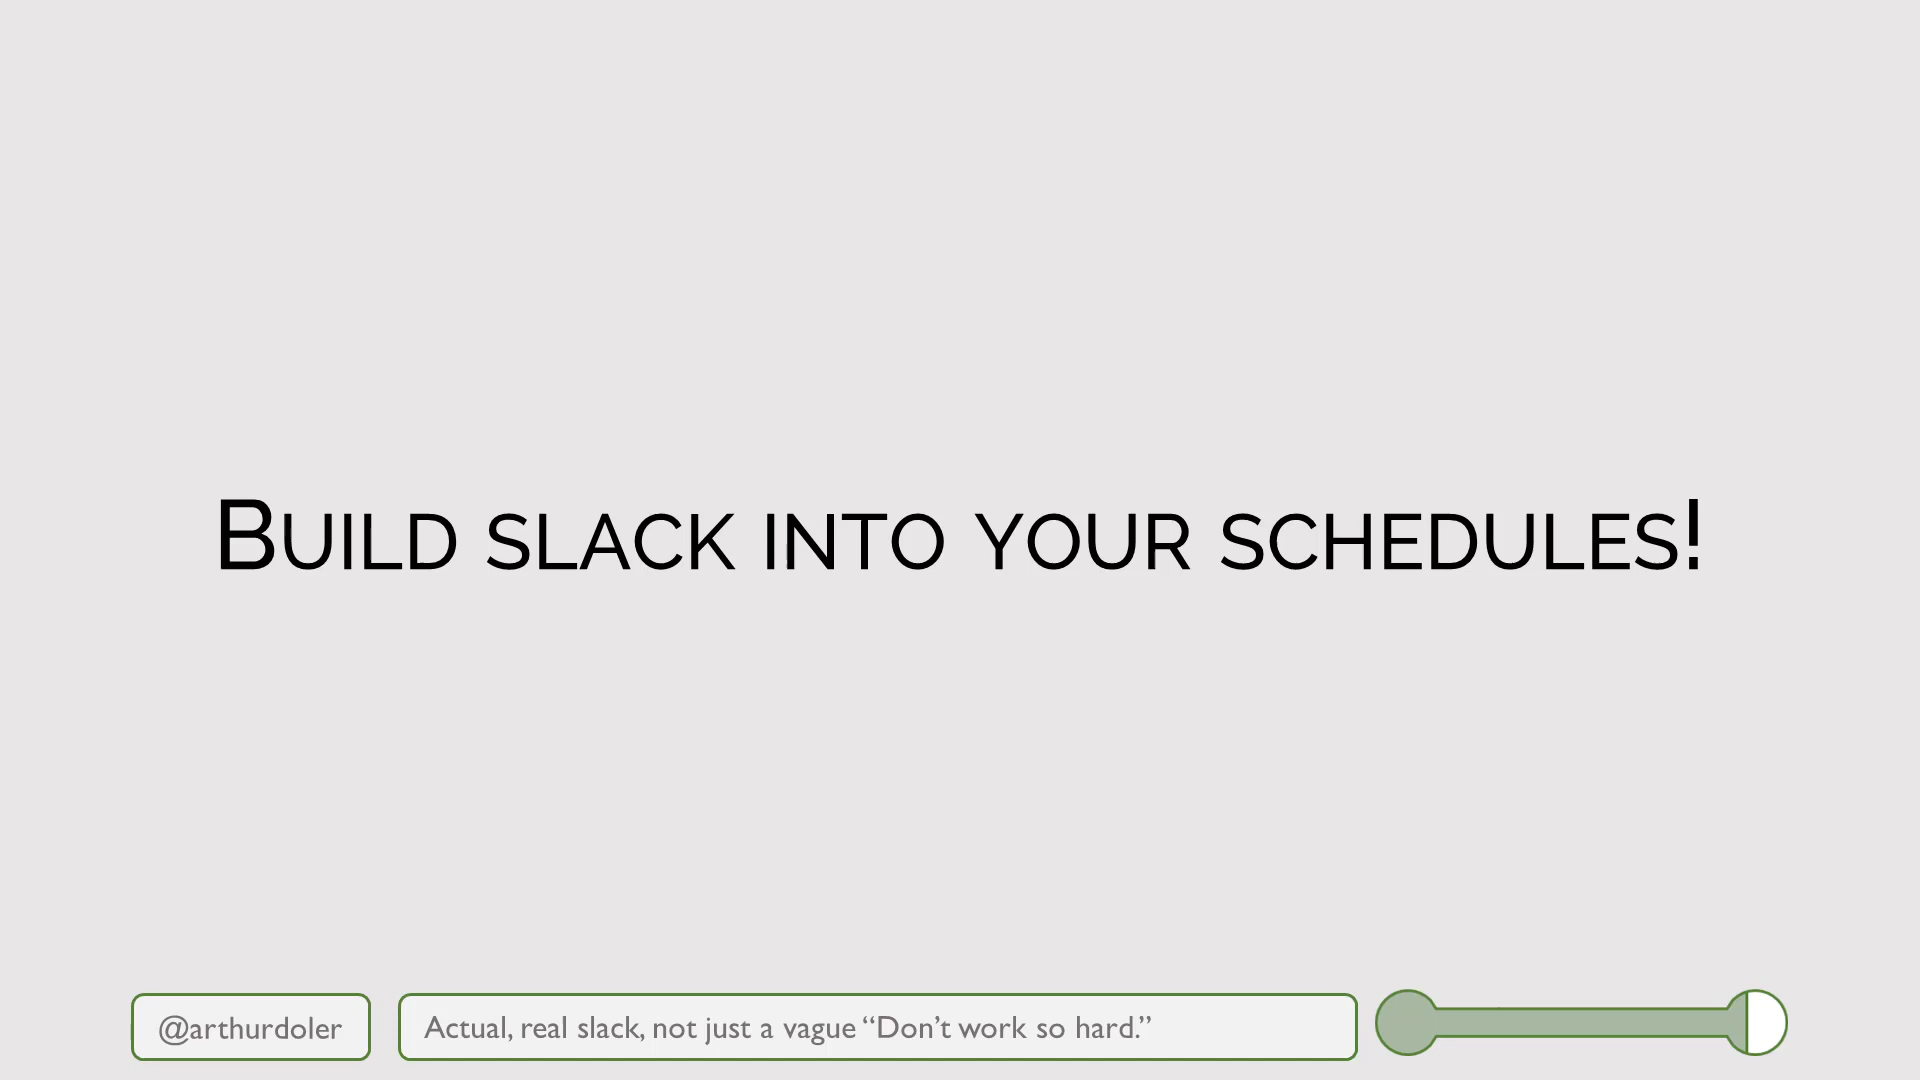 Build slack into your schedules!
@arthurdoler
Actual, real slack, not just a vague “Don’t work so hard.”